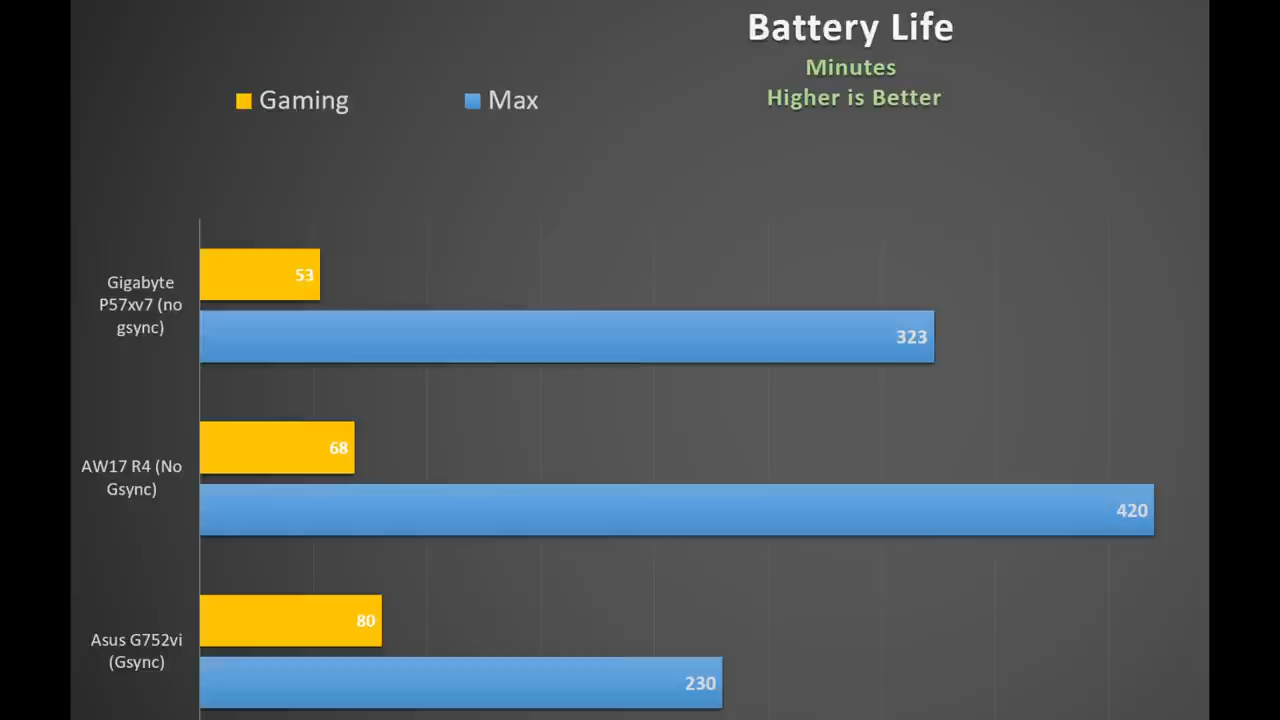 Battery Life
Minutes
Higher is Better
Gaming
Max
Gigabyte
P57xv7 (no
gsync)
53
323
AW17 R4 (No
Gsync)
68
420
Asus G752vi
(Gsync)
80
230